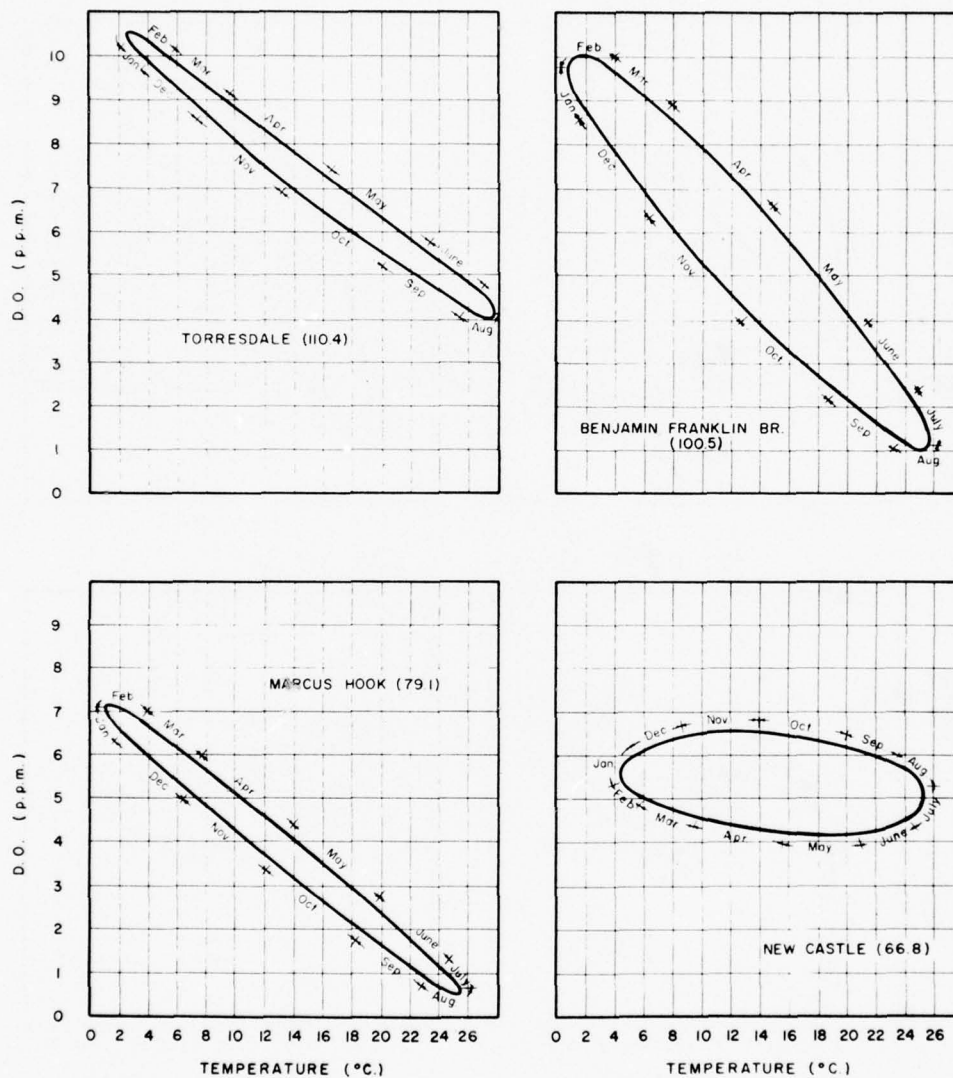 10
9
8
7
6
5
4
3
2
1
0
D.O. (p.p.m.)
Feb
Mar
Apr
May
June
Jan
De
Nov
Oct
Sep
Aug
TORRESDALE (110.4)
Feb
Mar
Apr
May
June
July
Jan
Dec
Nov
Oct
Sep
Aug
BENJAMIN FRANKLIN BR.
(100.5)
9
8
7
6
5
4
3
2
1
0
D.O. (p.p.m.)
MARCUS HOOK (79.1)
Feb
Mar
Apr
May
June
July
Jan
Dec
Nov
Oct
Sep
Aug
0 2 4 6 8 10 12 14 16 18 20 22 24 26
TEMPERATURE (°C.)
Dec
Nov
Oct
Sep
Aug
July
Jan
Feb
Mar
Apr
May
June
NEW CASTLE (66.8)
0 2 4 6 8 10 12 14 16 18 20 22 24 26
TEMPERATURE (°C.)